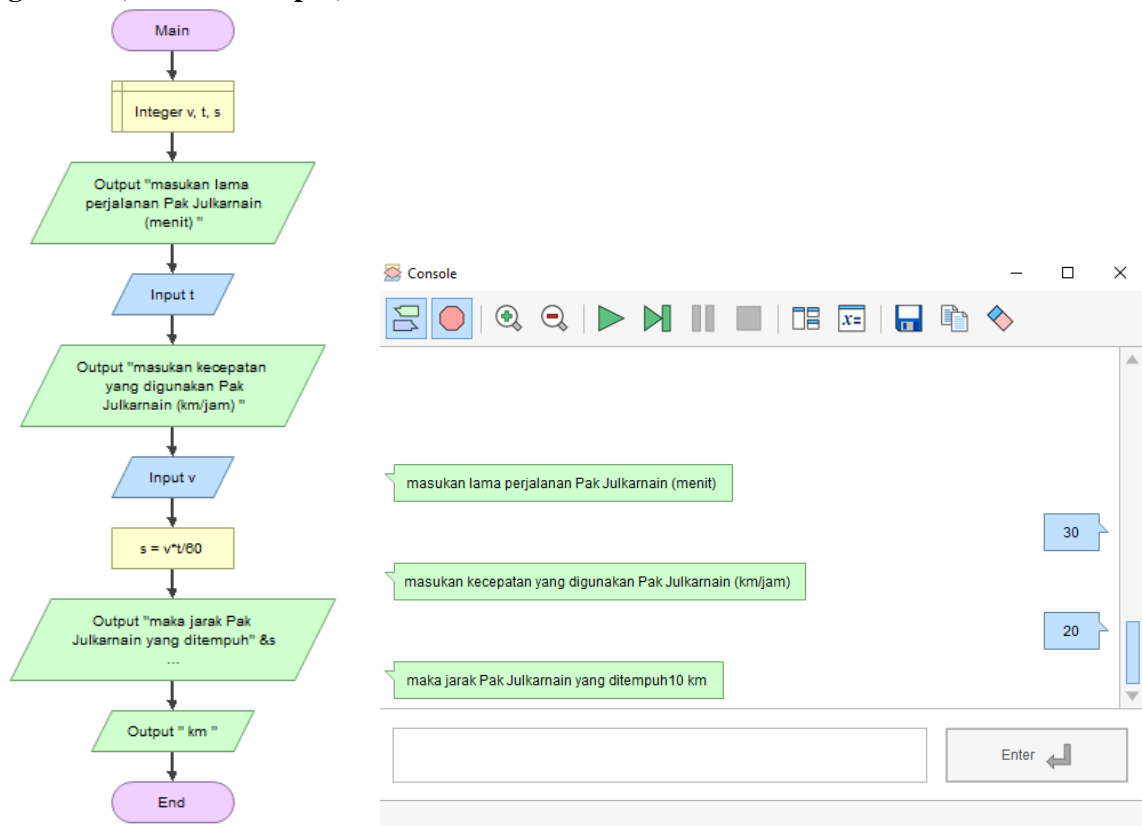 Main
Integer v, t, s
Output "masukan lama
perjalanan Pak Julkarnain
(menit) "
Input t
Output "masukan kecepatan
yang digunakan Pak
Julkarnain (km/jam) "
Input v
s = v*t/60
Output "maka jarak Pak
Julkarnain yang ditempuh" &s
...
Output " km "
End
Console
x=
masukan lama perjalanan Pak Julkarnain (menit)
30
masukan kecepatan yang digunakan Pak Julkarnain (km/jam)
20
maka jarak Pak Julkarnain yang ditempuh10 km
Enter